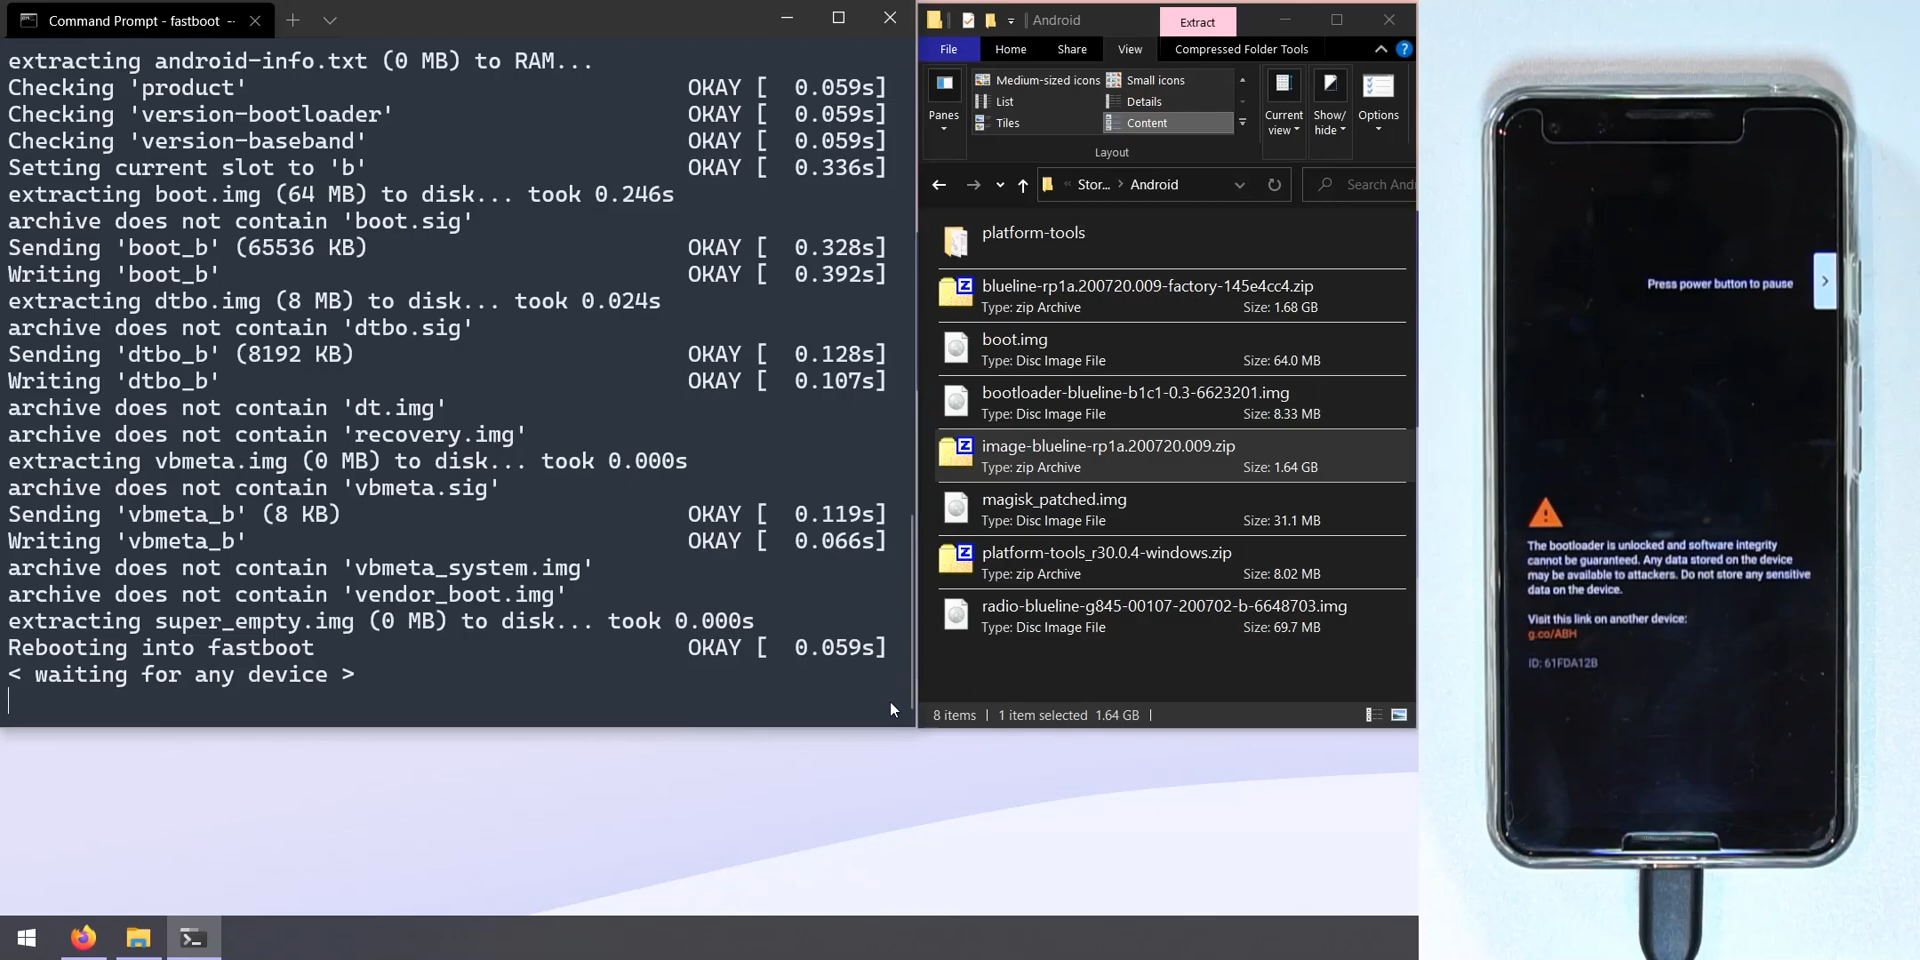 Command Prompt - fastboot --
extracting android-info.txt (0 MB) to RAM...
Checking 'product' OKAY [ 0.059s]
Checking 'version-bootloader' OKAY [ 0.059s]
Checking 'version-baseband' OKAY [ 0.059s]
Setting current slot to 'b' OKAY [ 0.336s]
extracting boot.img (64 MB) to disk... took 0.246s
archive does not contain 'boot.sig'
Sending 'boot_b' (65536 KB) OKAY [ 0.328s]
Writing 'boot_b' OKAY [ 0.392s]
extracting dtbo.img (8 MB) to disk... took 0.024s
archive does not contain 'dtbo.sig'
Sending 'dtbo_b' (8192 KB) OKAY [ 0.128s]
Writing 'dtbo_b' OKAY [ 0.107s]
archive does not contain 'dt.img'
archive does not contain 'recovery.img'
extracting vbmeta.img (0 MB) to disk... took 0.000s
archive does not contain 'vbmeta.sig'
Sending 'vbmeta_b' (8 KB) OKAY [ 0.119s]
Writing 'vbmeta_b' OKAY [ 0.066s]
archive does not contain 'vbmeta_system.img'
archive does not contain 'vendor_boot.img'
extracting super_empty.img (0 MB) to disk... took 0.000s
Rebooting into fastboot OKAY [ 0.059s]
< waiting for any device >
Android
Extract
File Home Share View Compressed Folder Tools
Panes
Medium-sized icons Small icons
List Details
Tiles Content
Layout
Current view
Show/ hide
Options
« Stor... > Android
Search And
platform-tools
blueline-rp1a.200720.009-factory-145e4cc4.zip
Type: zip Archive Size: 1.68 GB
boot.img
Type: Disc Image File Size: 64.0 MB
bootloader-blueline-b1c1-0.3-6623201.img
Type: Disc Image File Size: 8.33 MB
image-blueline-rp1a.200720.009.zip
Type: zip Archive Size: 1.64 GB
magisk_patched.img
Type: Disc Image File Size: 31.1 MB
platform-tools_r30.0.4-windows.zip
Type: zip Archive Size: 8.02 MB
radio-blueline-g845-00107-200702-b-6648703.img
Type: Disc Image File Size: 69.7 MB
8 items | 1 item selected 1.64 GB |
Press power button to pause
The bootloader is unlocked and software integrity
cannot be guaranteed. Any data stored on the device
may be available to attackers. Do not store any sensitive
data on the device.
Visit this link on another device:
g.co/ABH
ID: 61FDA12B